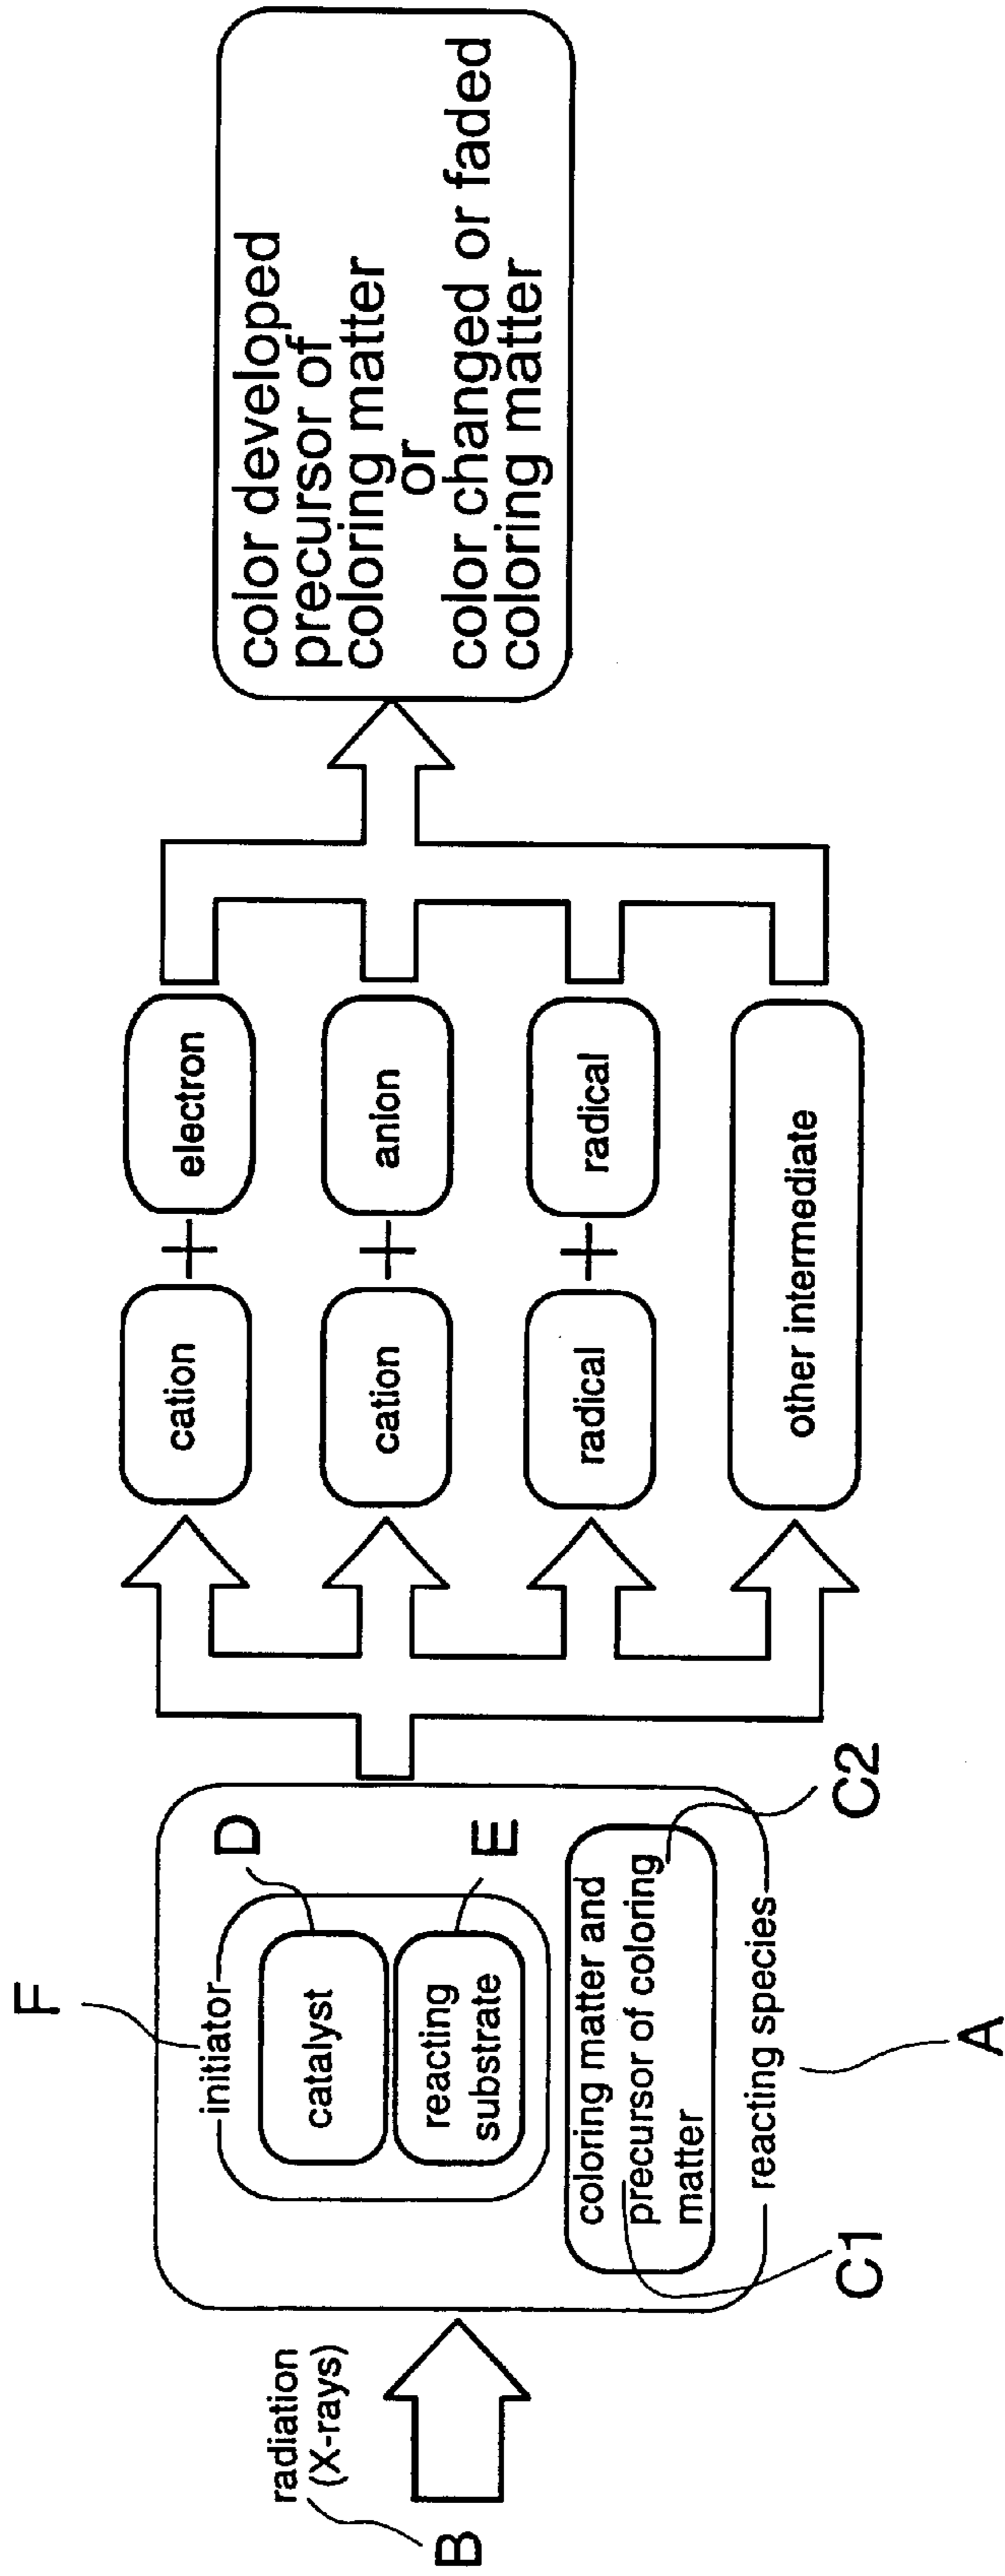 B
radiation
(X-rays)
F
initiator
D
catalyst
E
reacting
substrate
coloring matter and
precursor of coloring
matter
C1
C2
reacting species
A
cation
+
electron
cation
+
anion
radical
+
radical
other intermediate
color developed
precursor of
coloring matter
or
color changed or faded
coloring matter